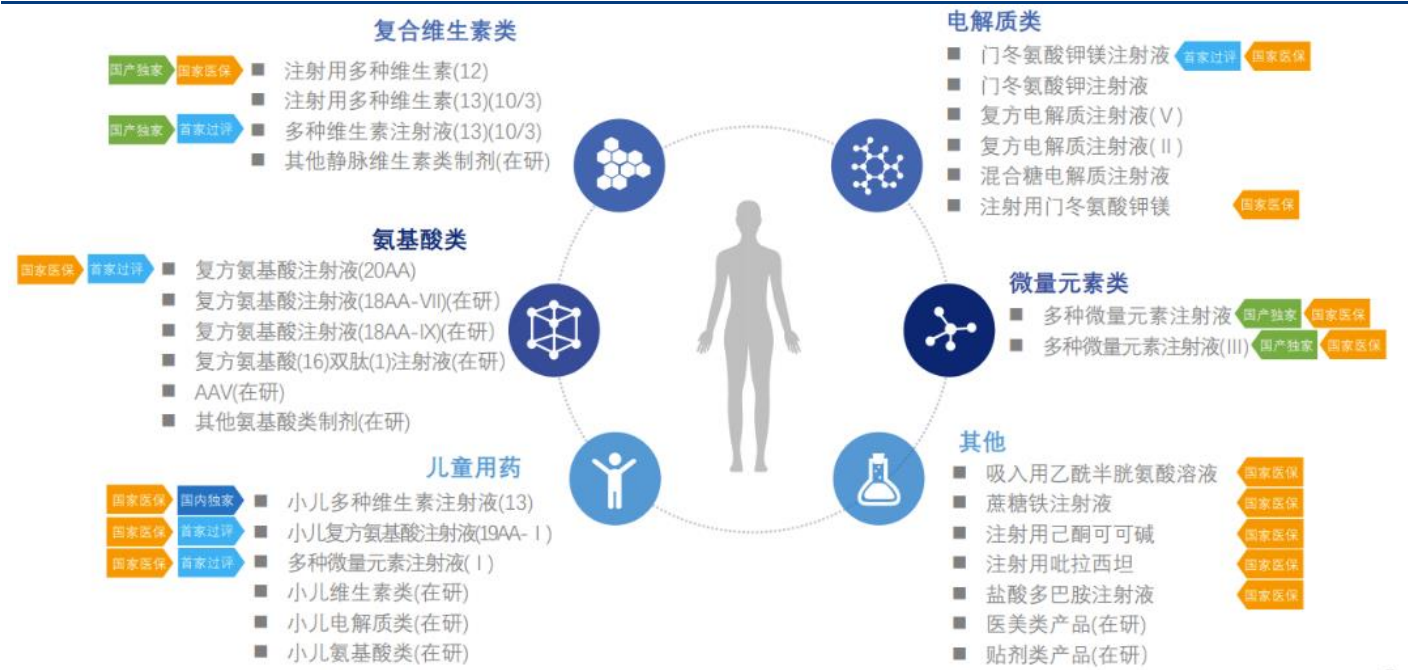 复合维生素类
国产独家 国家医保 ■ 注射用多种维生素(12)
■ 注射用多种维生素(13)(10/3)
国产独家 首家过评 ■ 多种维生素注射液(13)(10/3)
■ 其他静脉维生素类制剂(在研)
氨基酸类
国家医保 首家过评 ■ 复方氨基酸注射液(20AA)
■ 复方氨基酸注射液(18AA-VII)(在研)
■ 复方氨基酸注射液(18AA-IX)(在研)
■ 复方氨基酸(16)双肽(1)注射液(在研)
■ AAV(在研)
■ 其他氨基酸类制剂(在研)
儿童用药
国家医保 国内独家 ■ 小儿多种维生素注射液(13)
国家医保 首家过评 ■ 小儿复方氨基酸注射液(19AA-Ⅰ)
国家医保 首家过评 ■ 多种微量元素注射液(Ⅰ)
■ 小儿维生素类(在研)
■ 小儿电解质类(在研)
■ 小儿氨基酸类(在研)
电解质类
■ 门冬氨酸钾镁注射液 首家过评 国家医保
■ 门冬氨酸钾注射液
■ 复方电解质注射液(Ⅴ)
■ 复方电解质注射液(Ⅱ)
■ 混合糖电解质注射液
■ 注射用门冬氨酸钾镁 国家医保
微量元素类
■ 多种微量元素注射液 国产独家 国家医保
■ 多种微量元素注射液(III) 国产独家 国家医保
其他
■ 吸入用乙酰半胱氨酸溶液 国家医保
■ 蔗糖铁注射液 国家医保
■ 注射用己酮可可碱 国家医保
■ 注射用吡拉西坦 国家医保
■ 盐酸多巴胺注射液 国家医保
■ 医美类产品(在研)
■ 贴剂类产品(在研)